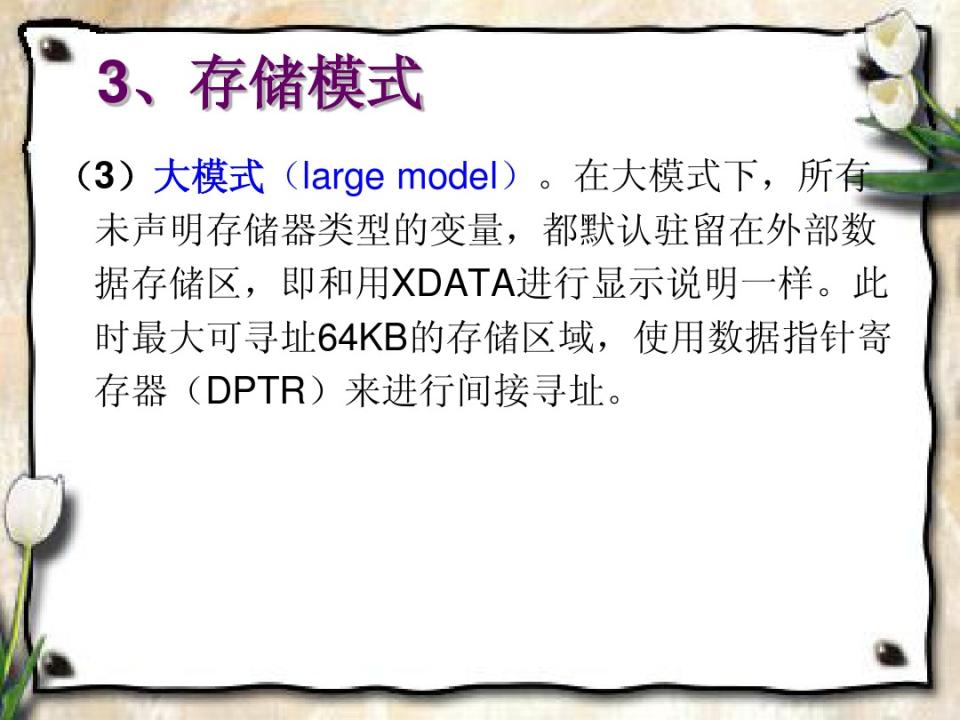 3、存储模式
（3）大模式（large model）。在大模式下，所有
未声明存储器类型的变量，都默认驻留在外部数
据存储区，即和用XDATA进行显示说明一样。此
时最大可寻址64KB的存储区域，使用数据指针寄
存器（DPTR）来进行间接寻址。